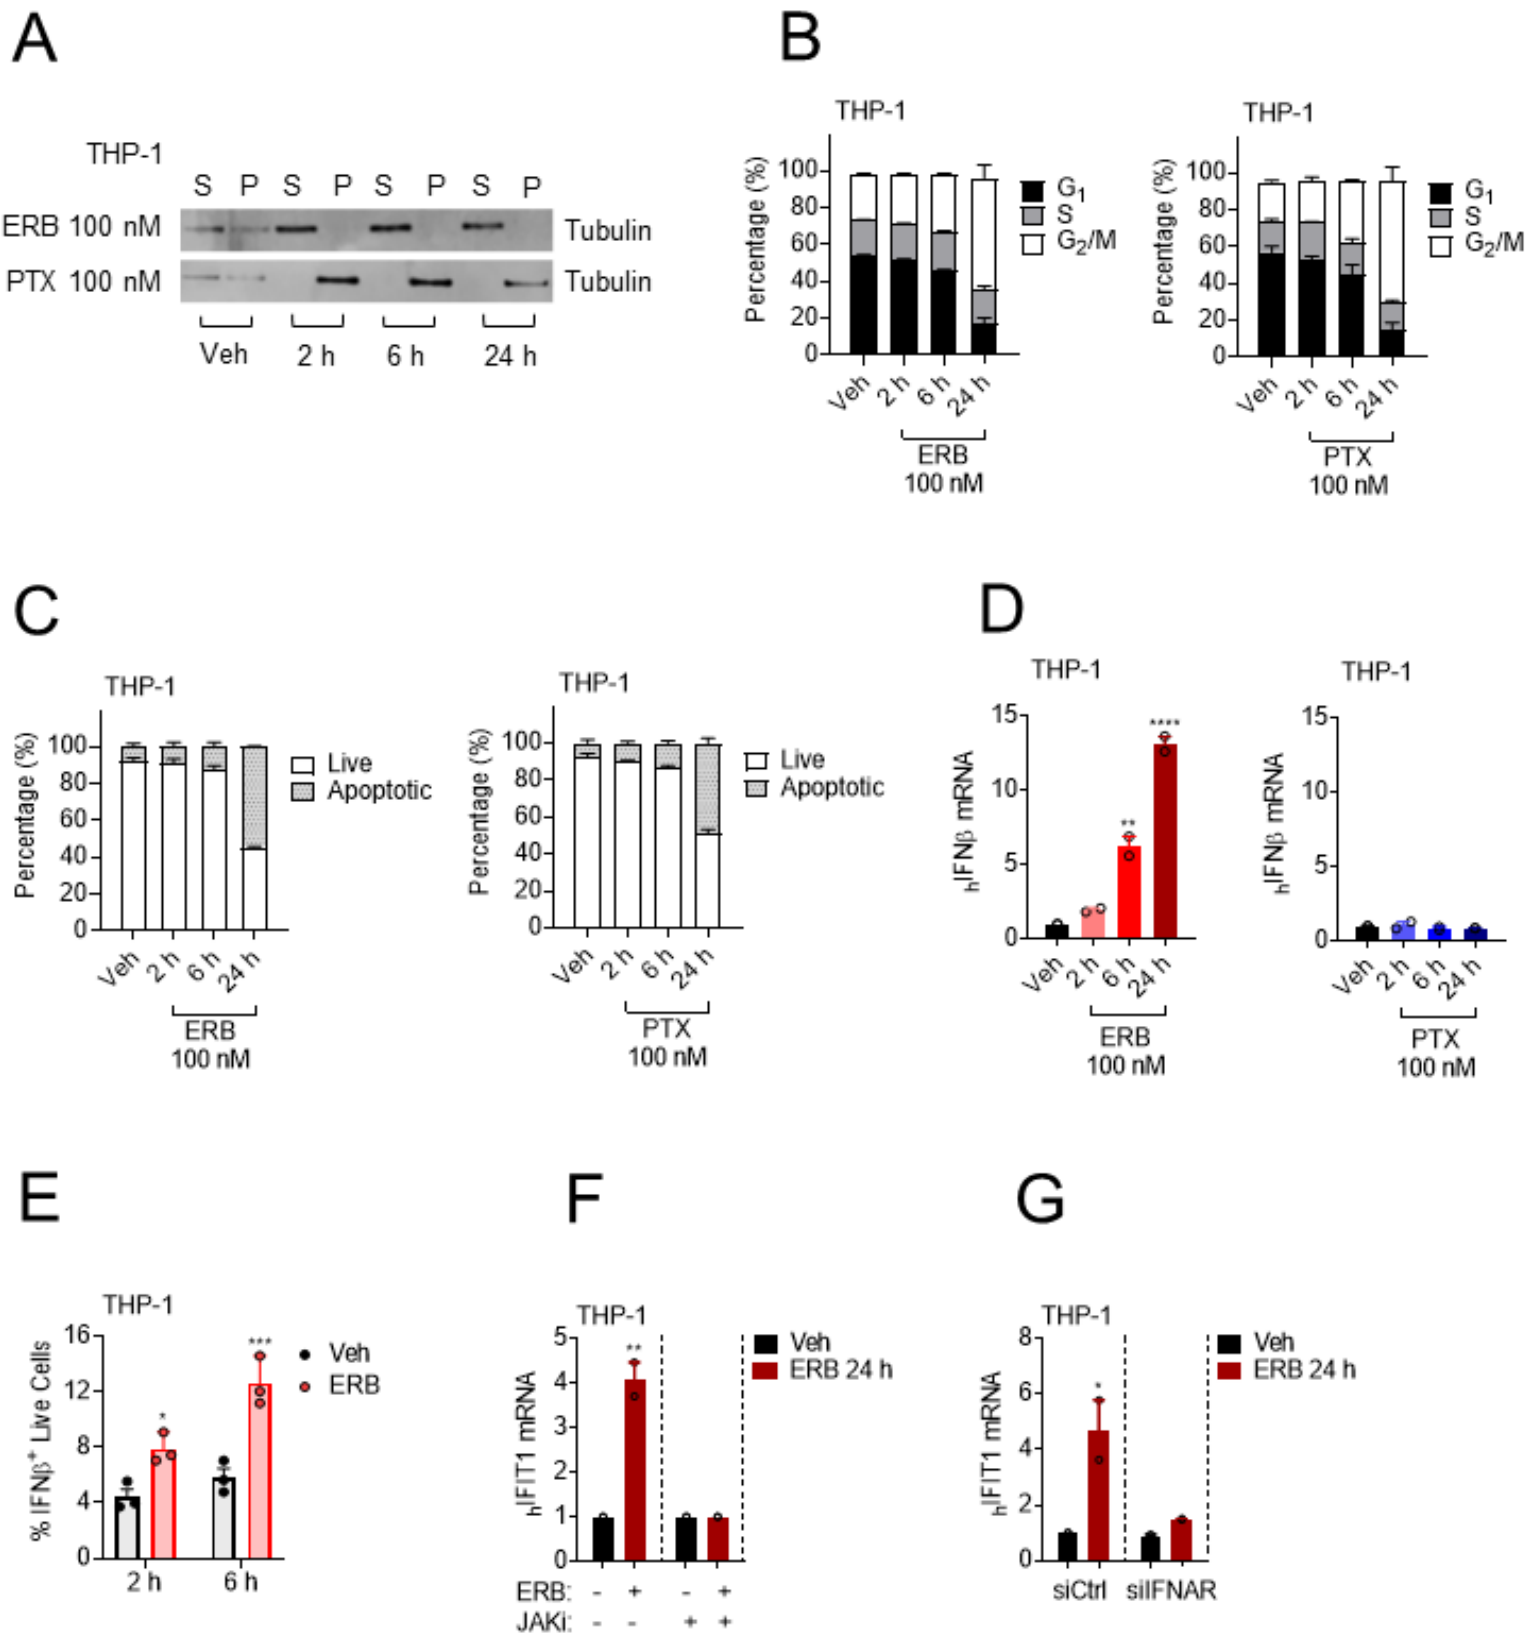 A
THP-1
S P S P S P S P
ERB 100 nM Tubulin
PTX 100 nM Tubulin
Veh 2 h 6 h 24 h
B
THP-1
Percentage (%)
100
80
60
40
20
0
G1
S
G2/M
Veh 2 h 6 h 24 h
ERB
100 nM
THP-1
Percentage (%)
100
80
60
40
20
0
G1
S
G2/M
Veh 2 h 6 h 24 h
PTX
100 nM
C
THP-1
Percentage (%)
100
80
60
40
20
0
Live
Apoptotic
Veh 2 h 6 h 24 h
ERB
100 nM
THP-1
Percentage (%)
100
80
60
40
20
0
Live
Apoptotic
Veh 2 h 6 h 24 h
PTX
100 nM
D
THP-1
hIFNβ mRNA
15
10
5
0
**
****
Veh 2 h 6 h 24 h
ERB
100 nM
THP-1
hIFNβ mRNA
15
10
5
0
Veh 2 h 6 h 24 h
PTX
100 nM
E
THP-1
% IFNβ+ Live Cells
16
12
8
4
0
*
***
Veh
ERB
2 h 6 h
F
THP-1
hIFIT1 mRNA
5
4
3
2
1
0
**
Veh
ERB 24 h
ERB: - + - +
JAKi: - - + +
G
THP-1
hIFIT1 mRNA
8
6
4
2
0
*
Veh
ERB 24 h
siCtrl siIFNAR